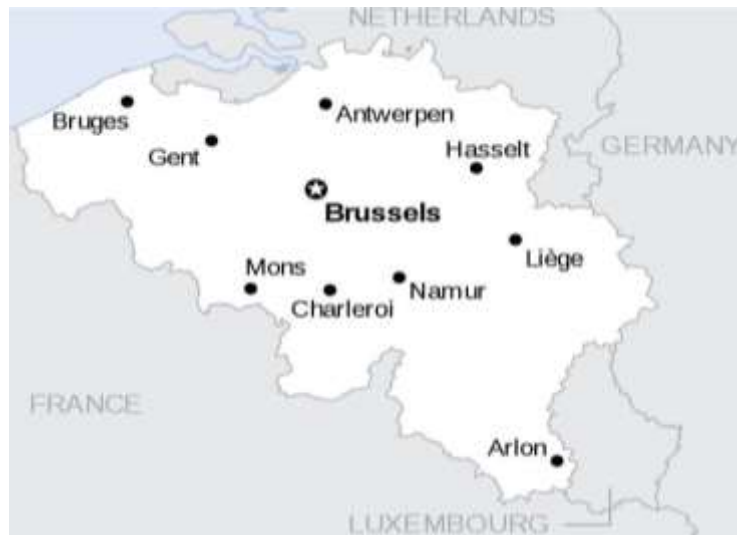 NETHERLANDS
Bruges
Antwerpen
Gent
Hasselt
GERMANY
Brussels
Liège
Mons
Namur
Charleroi
FRANCE
Arlon
LUXEMBOURG